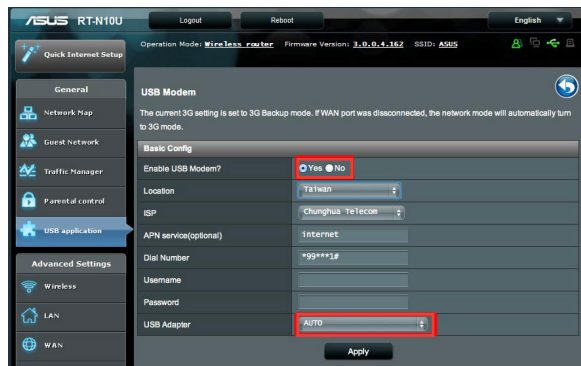 ASUS RT-N10U Logout Reboot English
Quick Internet Setup
Operation Mode: Wireless router Firmware Version: 3.0.0.4.162 SSID: ASUS
General
Network Map
Guest Network
Traffic Manager
Parental control
USB application
Advanced Settings
Wireless
LAN
WAN
USB Modem
The current 3G setting is set to 3G Backup mode. If WAN port was dissconnected, the network mode will automatically turn
to 3G mode.
Basic Config
Enable USB Modem? Yes No
Location Taiwan
ISP Chunghua Telecom
APN service(optional) internet
Dial Number *99***1#
Username
Password
USB Adapter AUTO
Apply